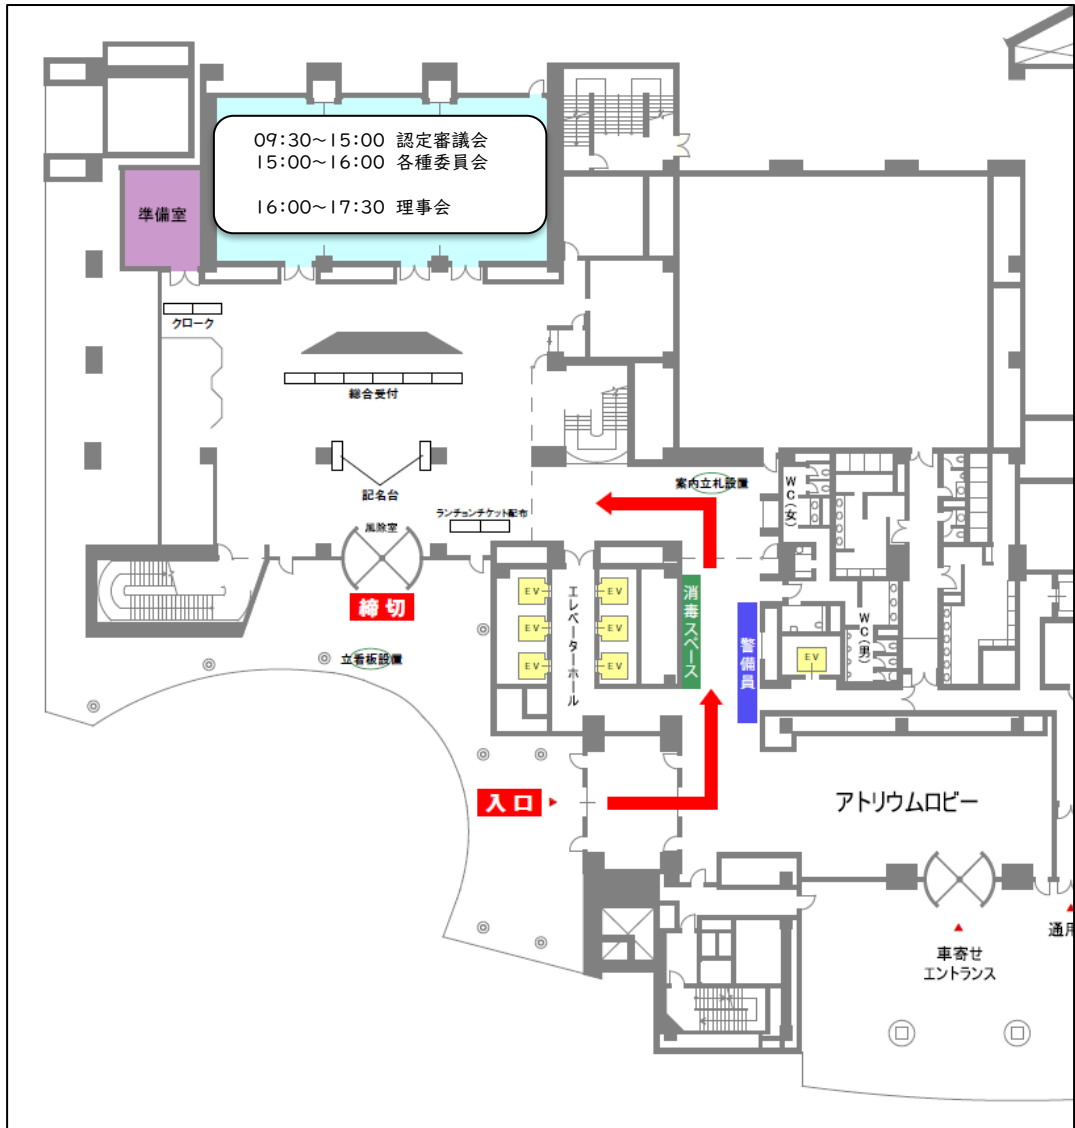 09:30～15:00 認定審議会
15:00～16:00 各種委員会
16:00～17:30 理事会
準備室
クローク
総合受付
記名台
ランチョンチケット配布
風除室
締切
立看板設置
案内立札設置
WC(女)
WC(男)
EV
EV
EV
EV
EV
EV
エレベーターホール
消毒スペース
警備員
EV
入口
アトリウムロビー
車寄せ
エントランス
通用